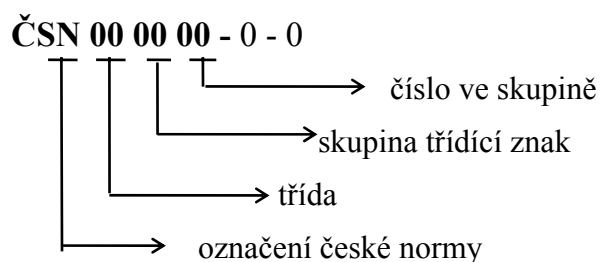 ČSN 00 00 00 - 0 - 0
číslo ve skupině
skupina třídící znak
třída
označení české normy